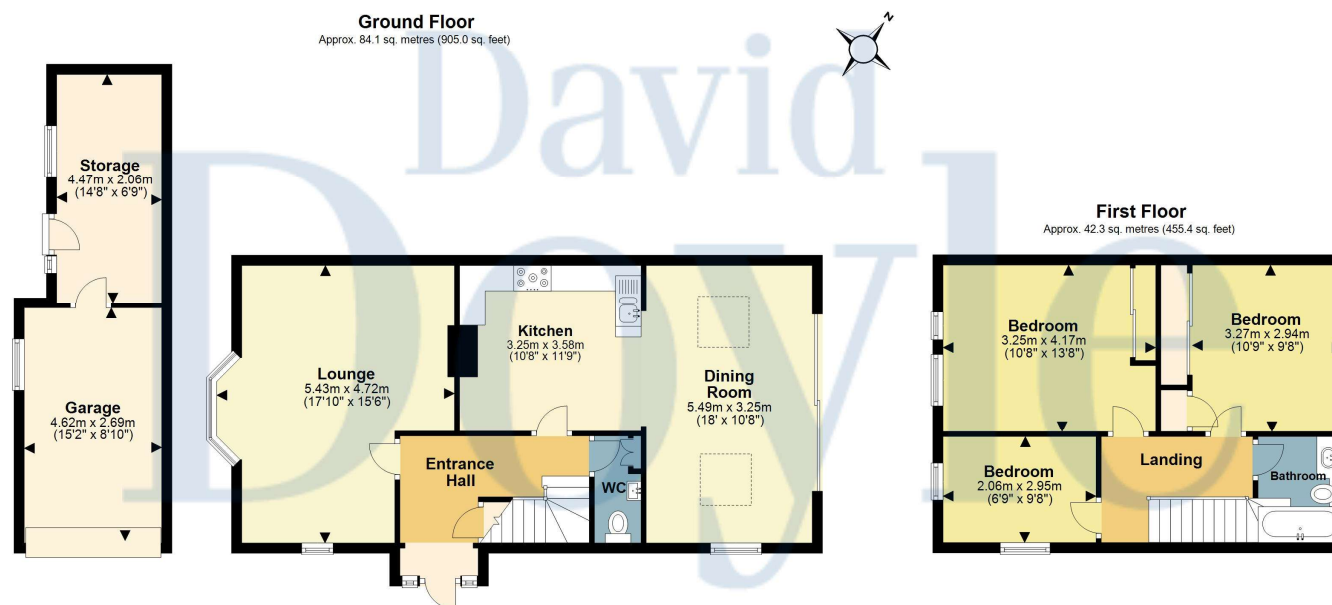 Ground Floor
Approx. 84.1 sq. metres (905.0 sq. feet)
N
David
Doyle
Storage
4.47m x 2.06m
(14'8" x 6'9")
Garage
4.62m x 2.69m
(15'2" x 8'10")
Lounge
5.43m x 4.72m
(17'10" x 15'6")
Kitchen
3.25m x 3.58m
(10'8" x 11'9")
Dining
Room
5.49m x 3.25m
(18' x 10'8")
Entrance
Hall
WC
First Floor
Approx. 42.3 sq. metres (455.4 sq. feet)
Bedroom
3.25m x 4.17m
(10'8" x 13'8")
Bedroom
3.27m x 2.94m
(10'9" x 9'8")
Bedroom
2.06m x 2.95m
(6'9" x 9'8")
Landing
Bathroom